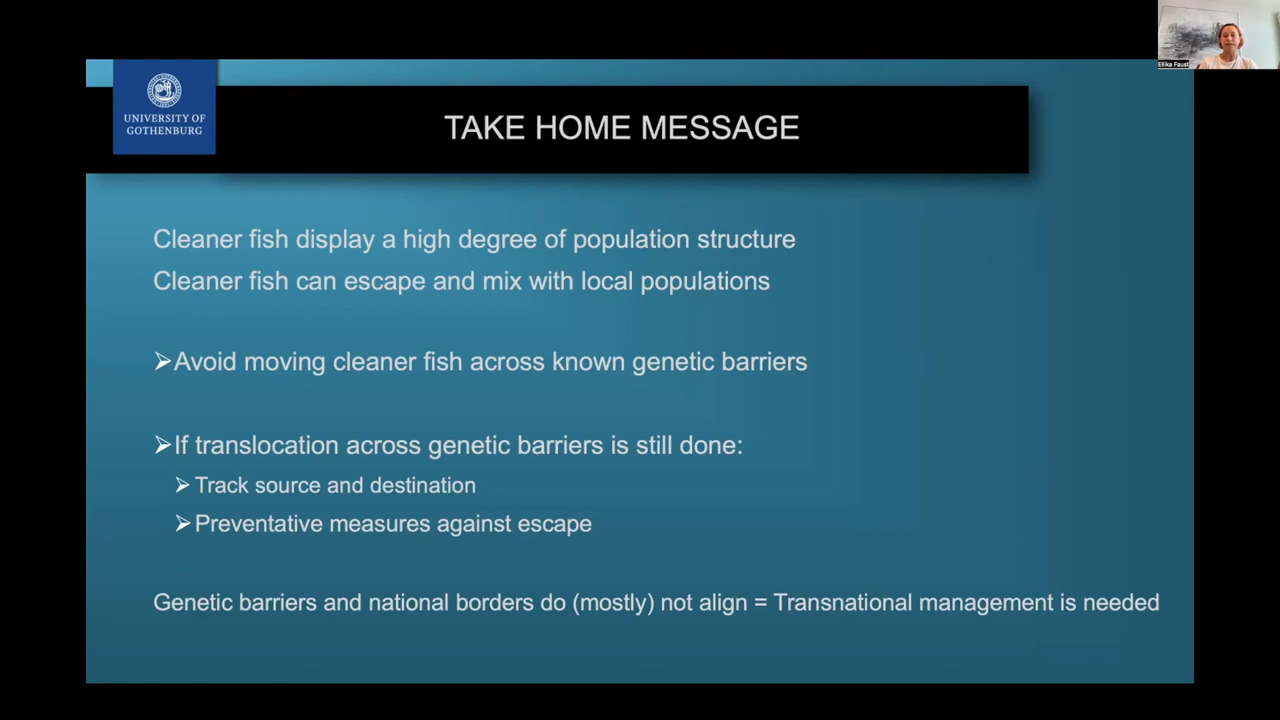 Ellika Faust
UNIVERSITY OF
GOTHENBURG
TAKE HOME MESSAGE
Cleaner fish display a high degree of population structure
Cleaner fish can escape and mix with local populations
➢Avoid moving cleaner fish across known genetic barriers
➢If translocation across genetic barriers is still done:
➢Track source and destination
➢Preventative measures against escape
Genetic barriers and national borders do (mostly) not align = Transnational management is needed